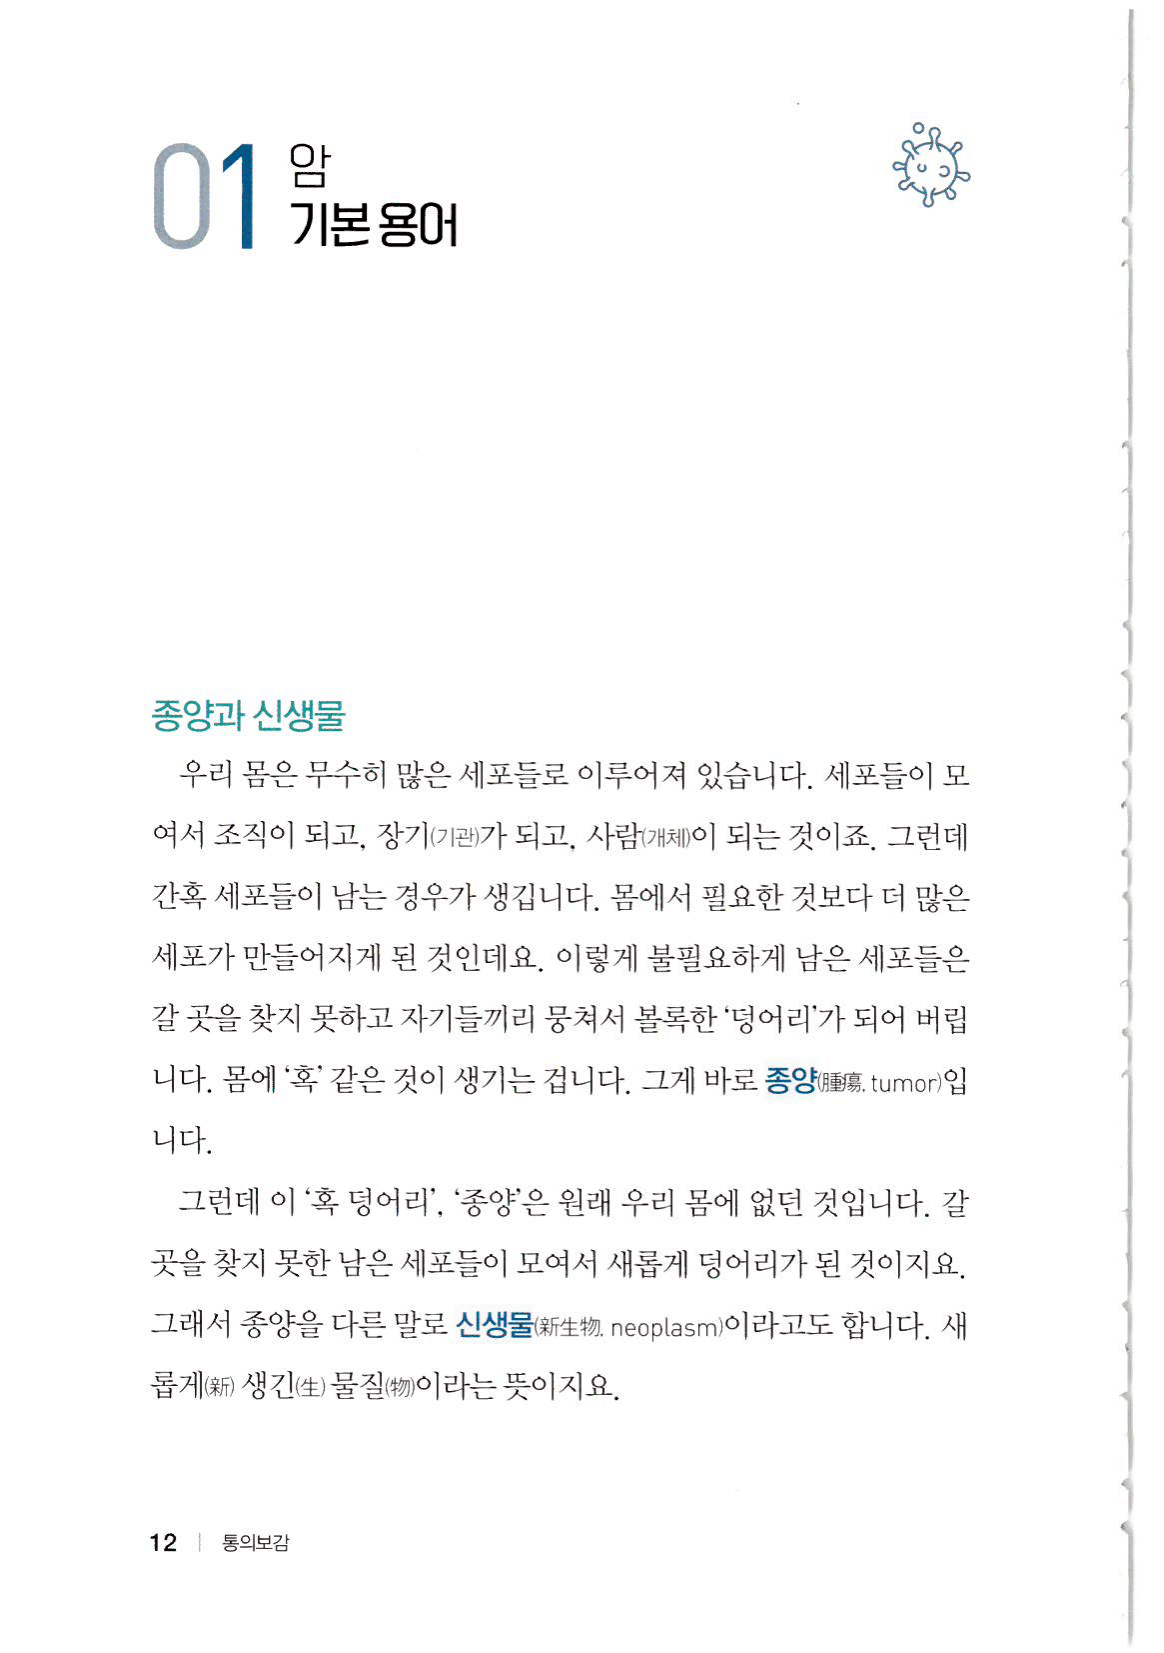 01 암
기본 용어
종양과 신생물
우리 몸은 무수히 많은 세포들로 이루어져 있습니다. 세포들이 모
여서 조직이 되고, 장기(기관)가 되고, 사람(개체)이 되는 것이죠. 그런데
간혹 세포들이 남는 경우가 생깁니다. 몸에서 필요한 것보다 더 많은
세포가 만들어지게 된 것인데요. 이렇게 불필요하게 남은 세포들은
갈 곳을 찾지 못하고 자기들끼리 뭉쳐서 볼록한 ‘덩어리’가 되어 버립
니다. 몸에 ‘혹’ 같은 것이 생기는 겁니다. 그게 바로 종양(腫瘍, tumor)입
니다.
그런데 이 ‘혹 덩어리’, ‘종양’은 원래 우리 몸에 없던 것입니다. 갈
곳을 찾지 못한 남은 세포들이 모여서 새롭게 덩어리가 된 것이지요.
그래서 종양을 다른 말로 신생물(新生物, neoplasm)이라고도 합니다. 새
롭게(新) 생긴(生) 물질(物)이라는 뜻이지요.
12 | 통의보감